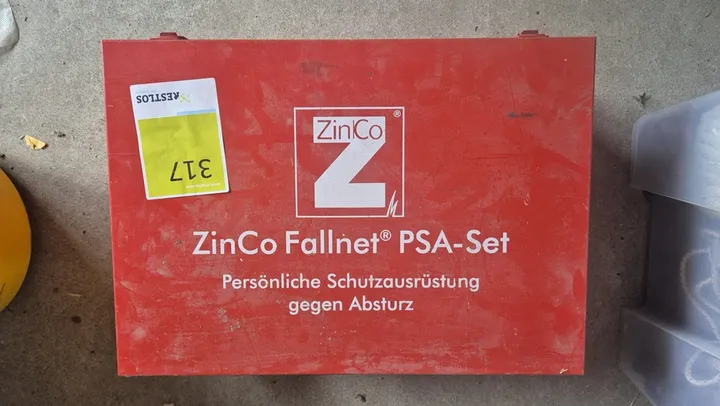 RESTLOS
317
ZinCo
®
Z
ZinCo Fallnet® PSA-Set
Persönliche Schutzausrüstung
gegen Absturz